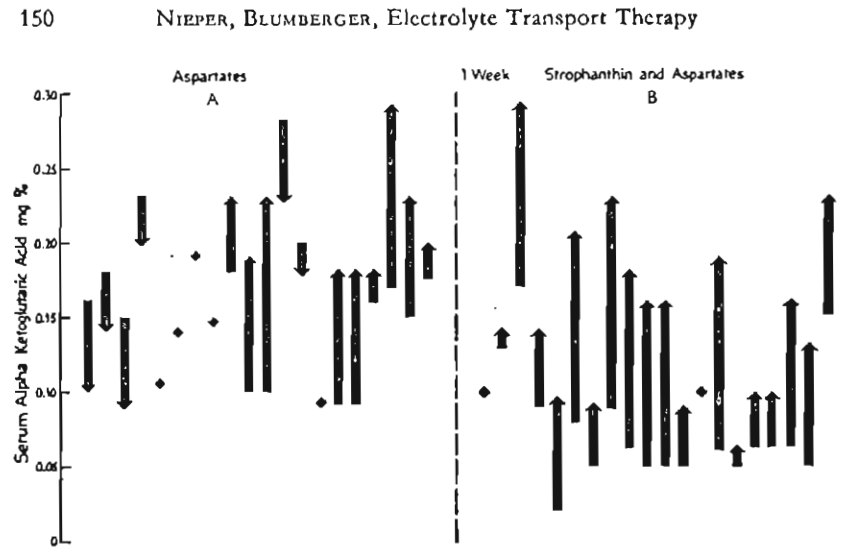 150
NIEPER, BLUMBERGER, Electrolyte Transport Therapy
Aspartates
A
1 Week
Strophanthin and Aspartates
B
Serum Alpha Ketoglutaric Acid mg %
0.30
0.25
0.20
0.15
0.10
0.05
0